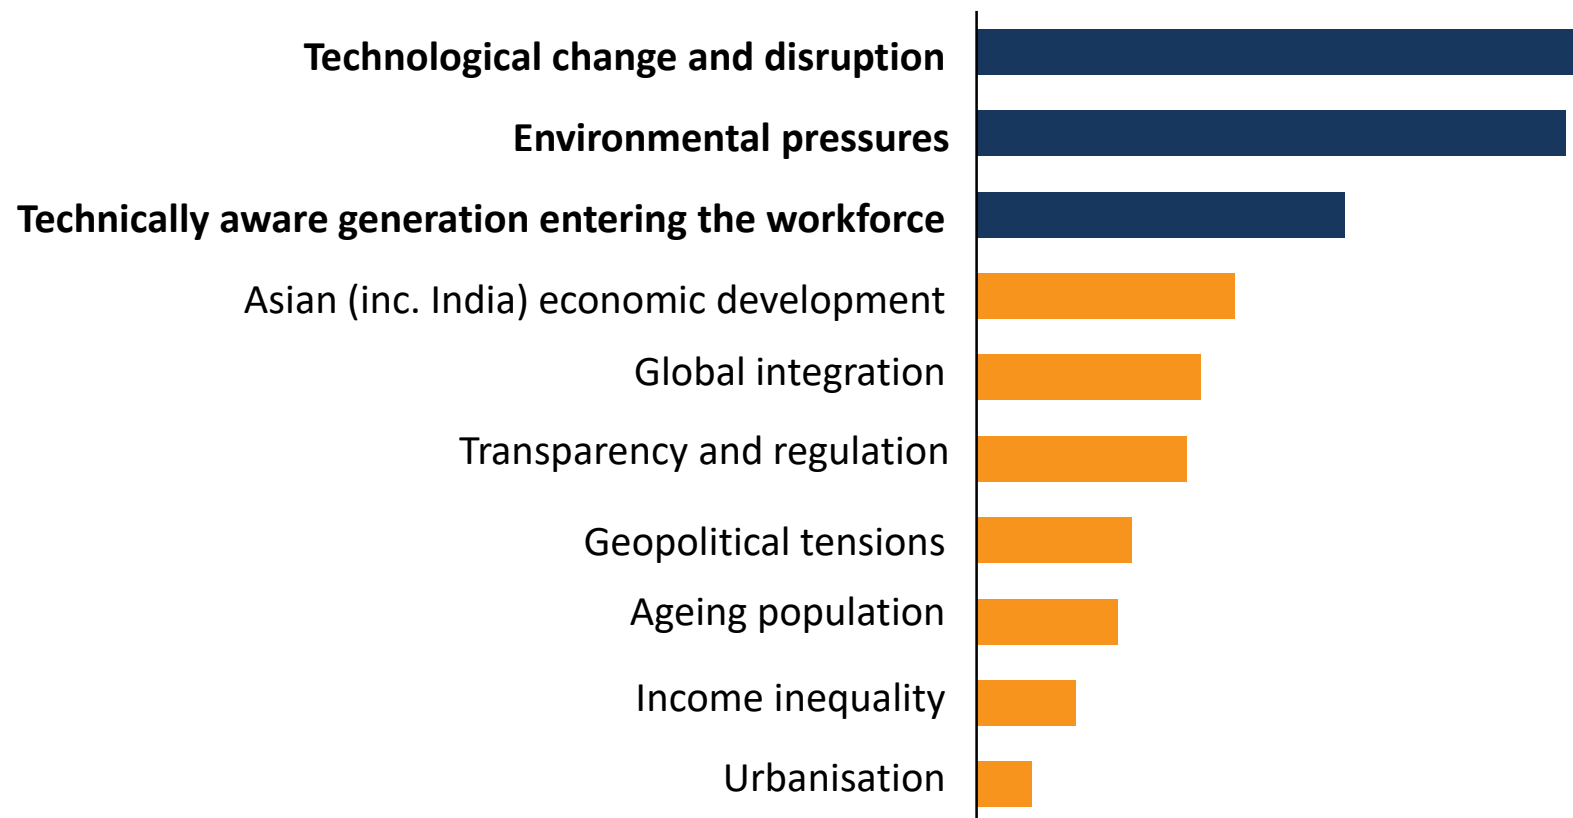 Technological change and disruption
Environmental pressures
Technically aware generation entering the workforce
Asian (inc. India) economic development
Global integration
Transparency and regulation
Geopolitical tensions
Ageing population
Income inequality
Urbanisation